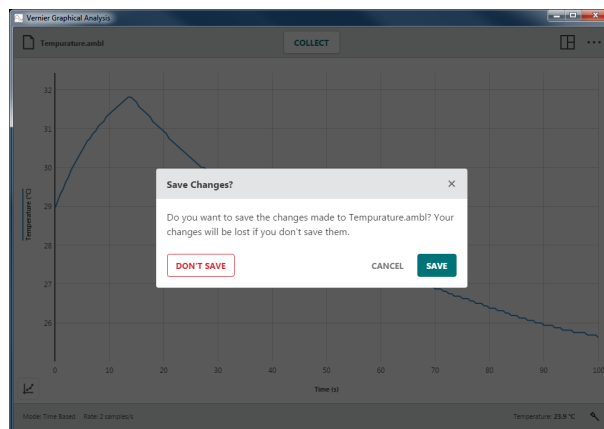 Vernier Graphical Analysis
Tempurature.ambl
COLLECT
32
31
30
29
28
27
26
Temperature (°C)
Save Changes?
Do you want to save the changes made to Tempurature.ambl? Your
changes will be lost if you don't save them.
DON'T SAVE CANCEL SAVE
0 10 20 30 40 50 60 70 80 90 100
Time (s)
Mode: Time Based Rate: 2 samples/s Temperature: 23.9 °C